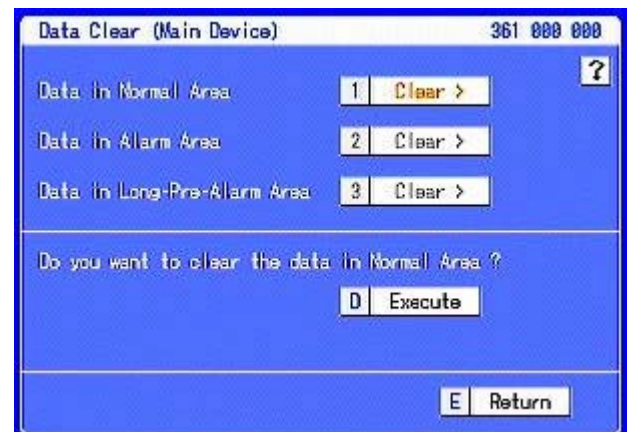 Data Clear (Main Device) 361 000 000
?
Data in Normal Area 1 Clear >
Data in Alarm Area 2 Clear >
Data in Long-Pre-Alarm Area 3 Clear >
Do you want to clear the data in Normal Area ?
D Execute
E Return